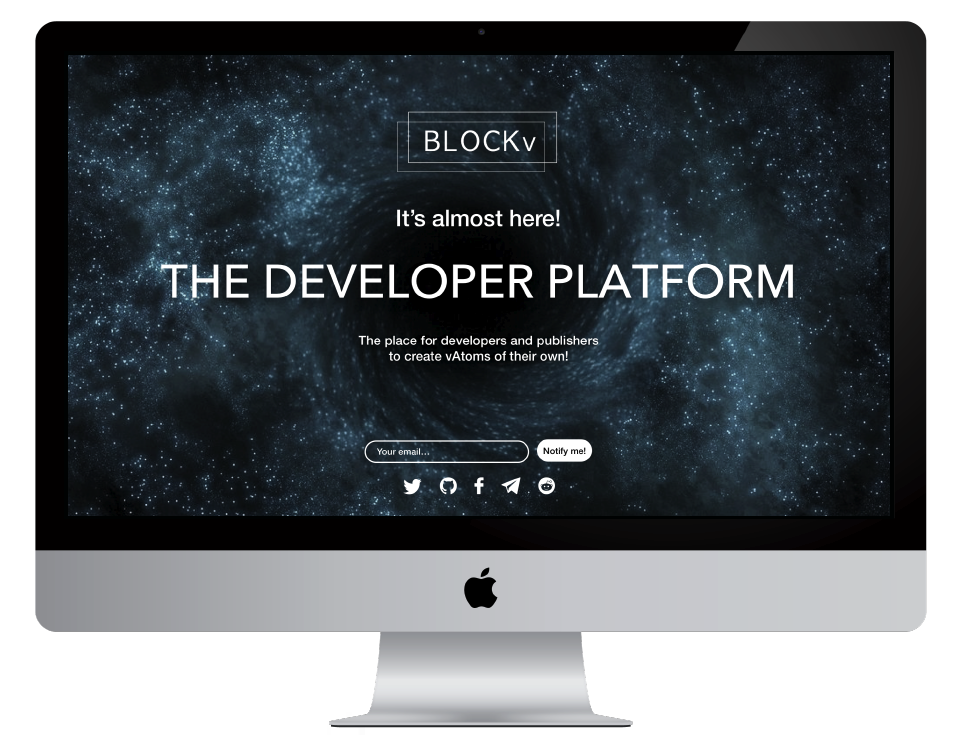 BLOCKv
It's almost here!
THE DEVELOPER PLATFORM
The place for developers and publishers
to create vAtoms of their own!
Your email...
Notify me!